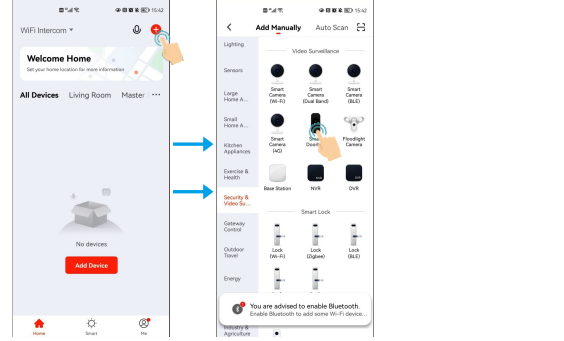 15:42
WiFi Intercom
Welcome Home
Set your home location for more information
All Devices Living Room Master
No devices
Add Device
Home Smart Me
15:42
Add Manually Auto Scan
Lighting
Sensors
Large
Home A...
Small
Home A...
Kitchen
Appliances
Exercise &
Health
Security &
Video Su...
Gateway
Control
Outdoor
Travel
Energy
Industry &
Agriculture
Video Surveillance
Smart
Camera
(Wi-Fi)
Smart
Camera
(Dual Band)
Smart
Camera
(BLE)
Smart
Camera
(4G)
Floodlight
Camera
Base Station
NVR
DVR
Smart Lock
Lock
(Wi-Fi)
Lock
(Zigbee)
Lock
(BLE)
You are advised to enable Bluetooth.
Enable Bluetooth to add some Wi-Fi device...